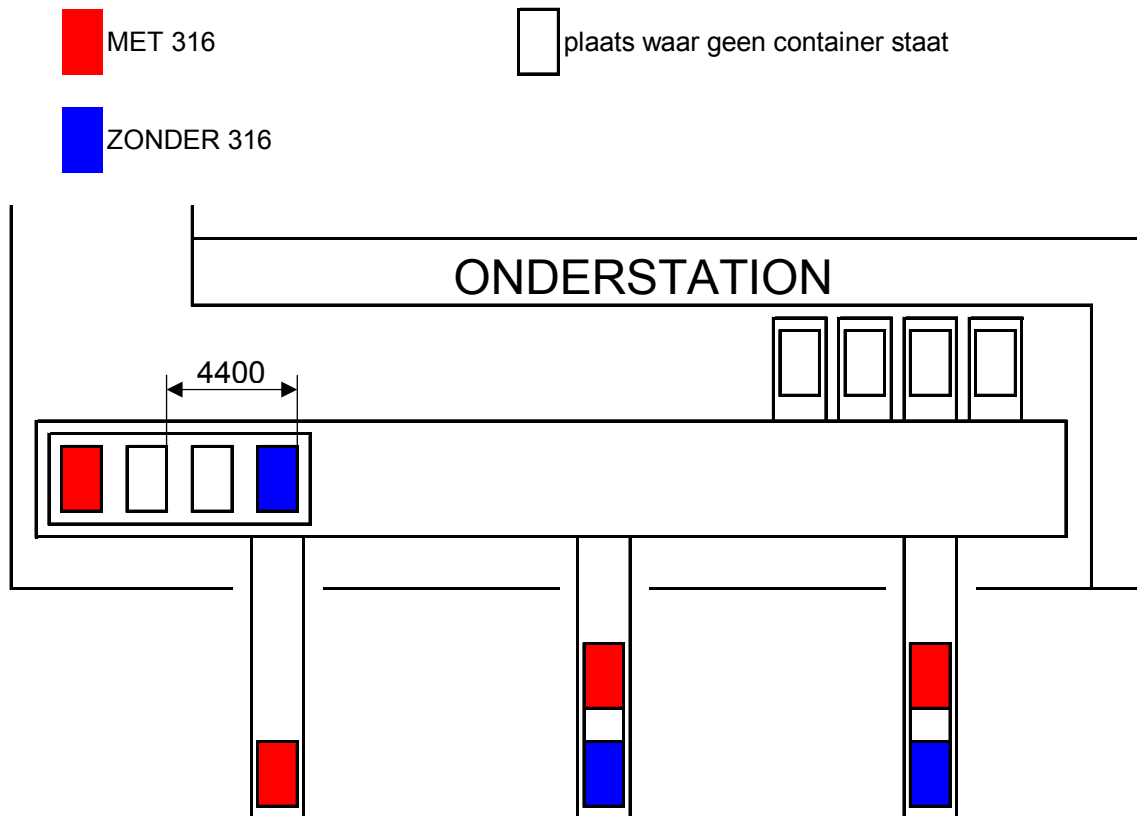 MET 316
plaats waar geen container staat
ZONDER 316
ONDERSTATION
4400